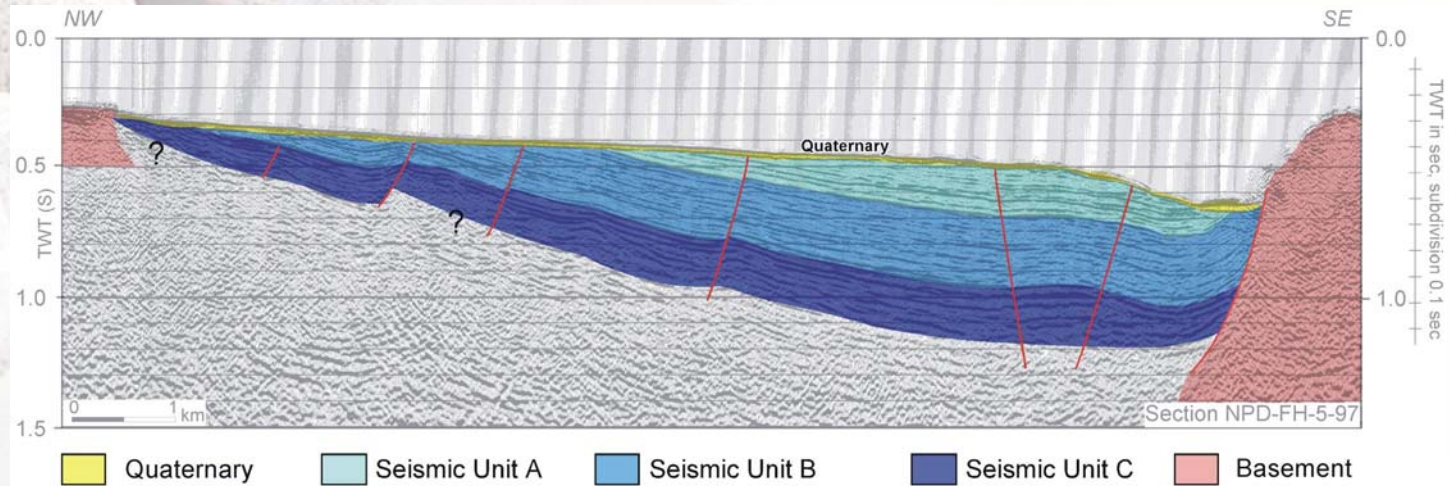 NW
SE
0.0
0.0
Quaternary
?
0.5
?
TWT (S)
TWT in sec, subdivision 0.1 sec
1.0
1.0
0
1
km
Section NPD-FH-5-97
1.5
Quaternary
Seismic Unit A
Seismic Unit B
Seismic Unit C
Basement